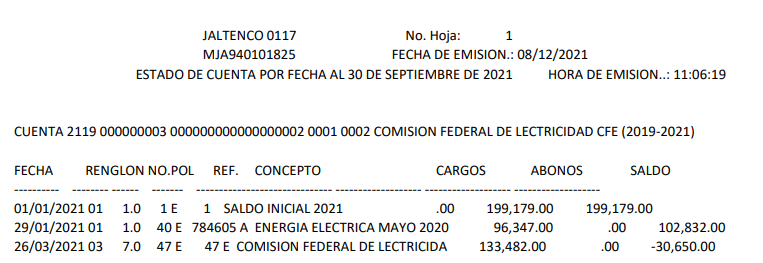 JALTENCO 0117 No. Hoja: 1
MJA940101825 FECHA DE EMISION.: 08/12/2021
ESTADO DE CUENTA POR FECHA AL 30 DE SEPTIEMBRE DE 2021 HORA DE EMISION..: 11:06:19
CUENTA 2119 000000003 000000000000000002 0001 0002 COMISION FEDERAL DE LECTRICIDAD CFE (2019-2021)
FECHA RENGLON NO.POL REF. CONCEPTO CARGOS ABONOS SALDO
---------- -------- ------ ------- ------------------------------- ------------------- ------------------- -------------------
01/01/2021 01 1.0 1 E 1 SALDO INICIAL 2021 .00 199,179.00 199,179.00
29/01/2021 01 1.0 40 E 784605 A ENERGIA ELECTRICA MAYO 2020 96,347.00 .00 102,832.00
26/03/2021 03 7.0 47 E 47 E COMISION FEDERAL DE LECTRICIDA 133,482.00 .00 -30,650.00